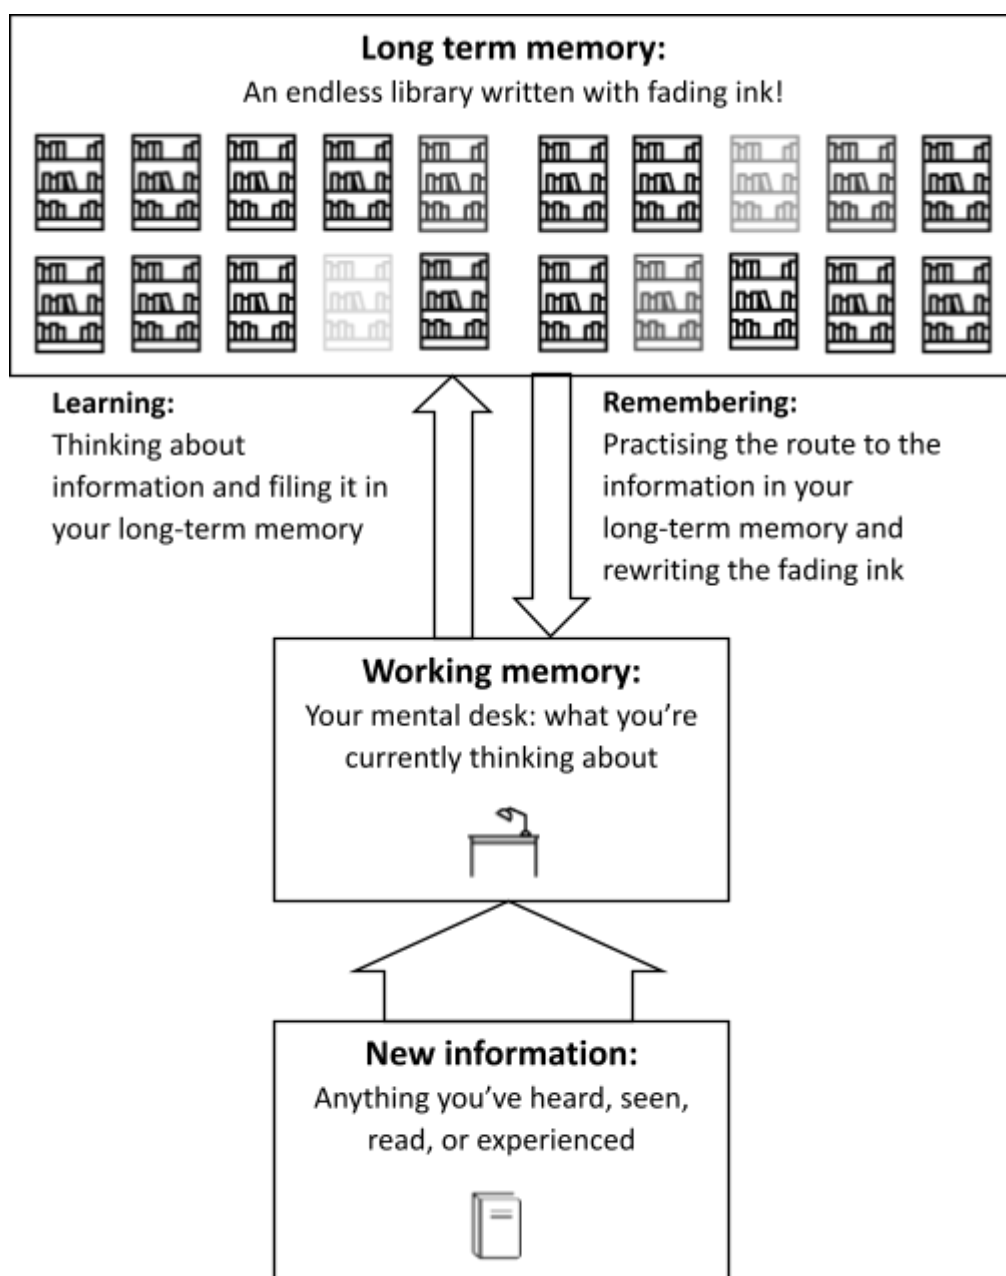 Long term memory:
An endless library written with fading ink!
Learning:
Thinking about
information and filing it in
your long-term memory
Remembering:
Practising the route to the
information in your
long-term memory and
rewriting the fading ink
Working memory:
Your mental desk: what you’re
currently thinking about
New information:
Anything you’ve heard, seen,
read, or experienced